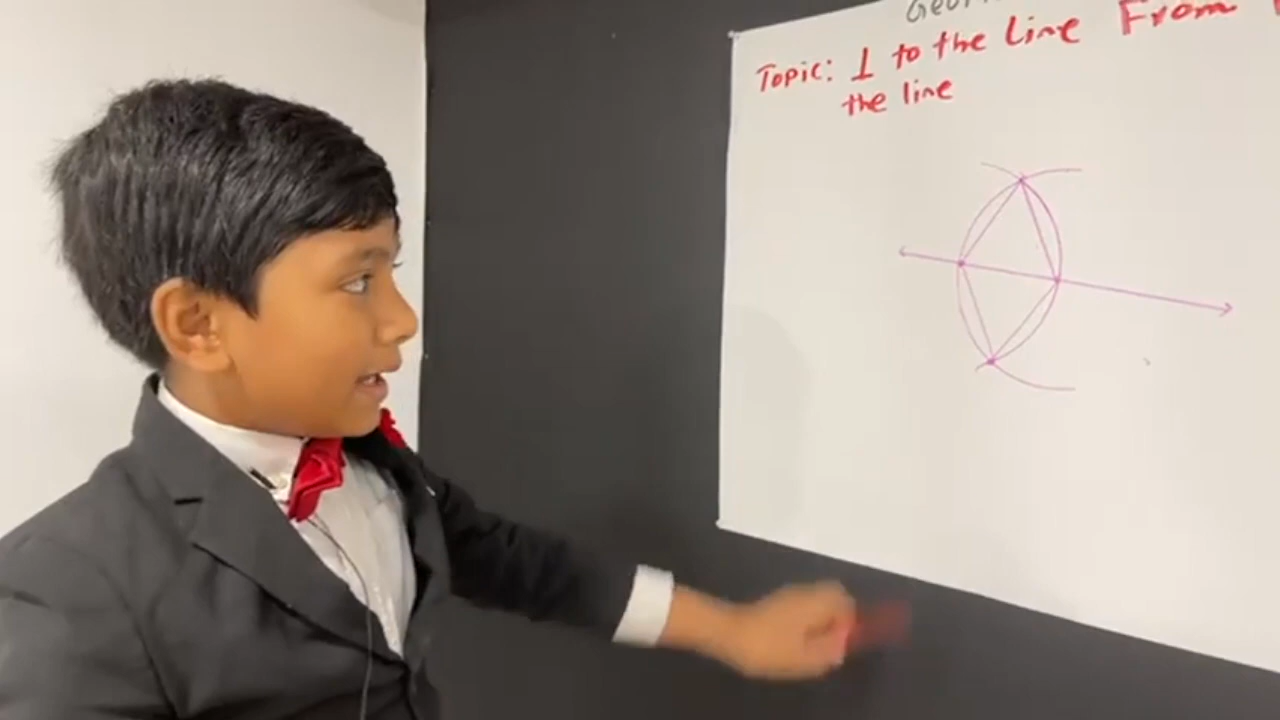 Topic: ⊥ to the line From
the line